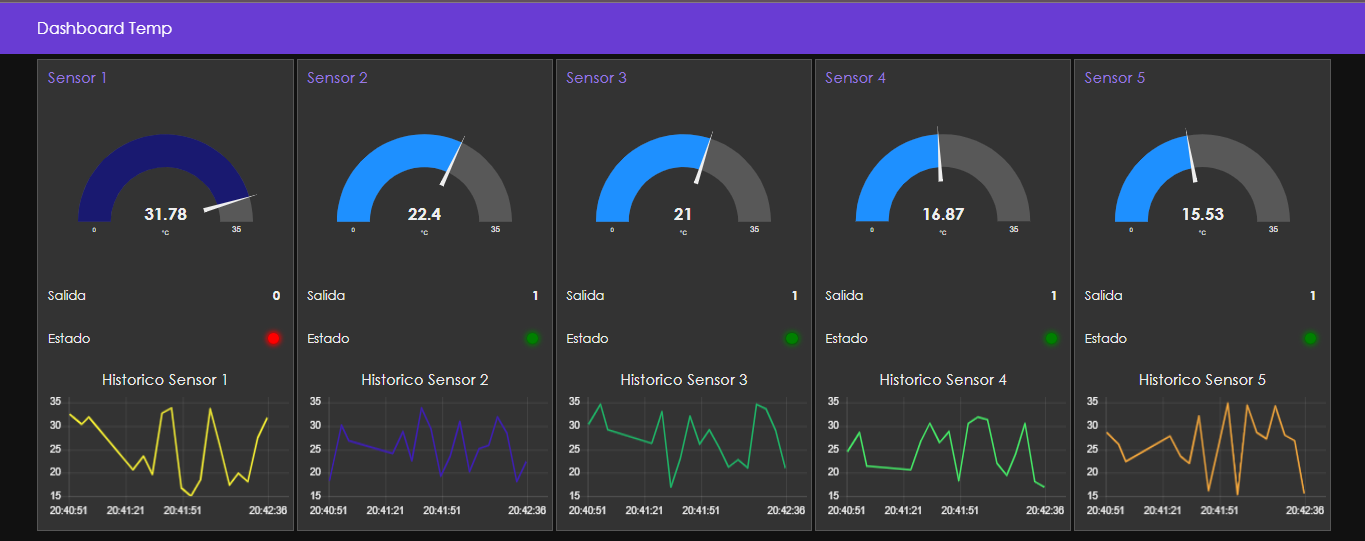 Dashboard Temp
Sensor 1
31.78
0
°C
35
Salida 0
Estado
Historico Sensor 1
35
30
25
20
15
20:40:51 20:41:21 20:41:51 20:42:36
Sensor 2
22.4
0
°C
35
Salida 1
Estado
Historico Sensor 2
35
30
25
20
15
20:40:51 20:41:21 20:41:51 20:42:36
Sensor 3
21
0
°C
35
Salida 1
Estado
Historico Sensor 3
35
30
25
20
15
20:40:51 20:41:21 20:41:51 20:42:36
Sensor 4
16.87
0
°C
35
Salida 1
Estado
Historico Sensor 4
35
30
25
20
15
20:40:51 20:41:21 20:41:51 20:42:36
Sensor 5
15.53
0
°C
35
Salida 1
Estado
Historico Sensor 5
35
30
25
20
15
20:40:51 20:41:21 20:41:51 20:42:36